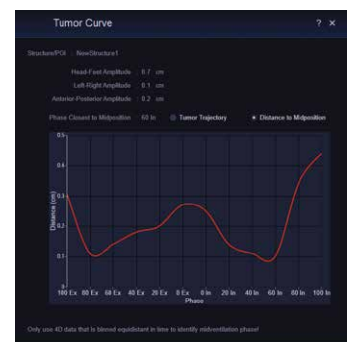 Tumor Curve ? ×
Structure/POI : NewStructure1
Head-Feet Amplitude : 0.7 cm
Left-Right Amplitude : 0.1 cm
Anterior-Posterior Amplitude : 0.2 cm
Phase Closest to Midposition : 60 In Tumor Trajectory Distance to Midposition
0.5
0.4
0.3
0.2
0.1
0
Distance (cm)
100 Ex 80 Ex 60 Ex 40 Ex 20 Ex 0 Ex 0 In 20 In 40 In 60 In 80 In 100 In
Phase
Only use 4D data that is binned equidistant in time to identify midventilation phase!